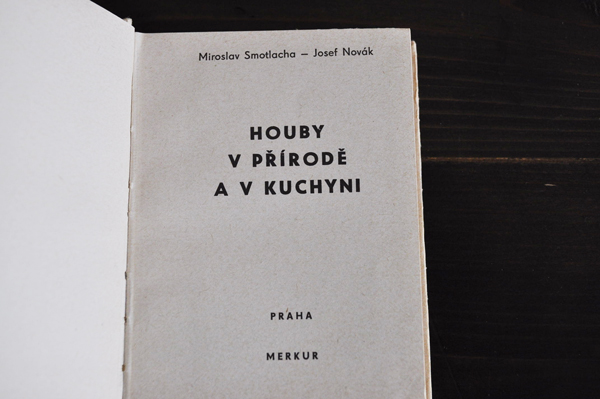 Miroslav Smotlacha – Josef Novák
HOUBY
V PŘÍRODĚ
A V KUCHYNI
PRAHA
MERKUR